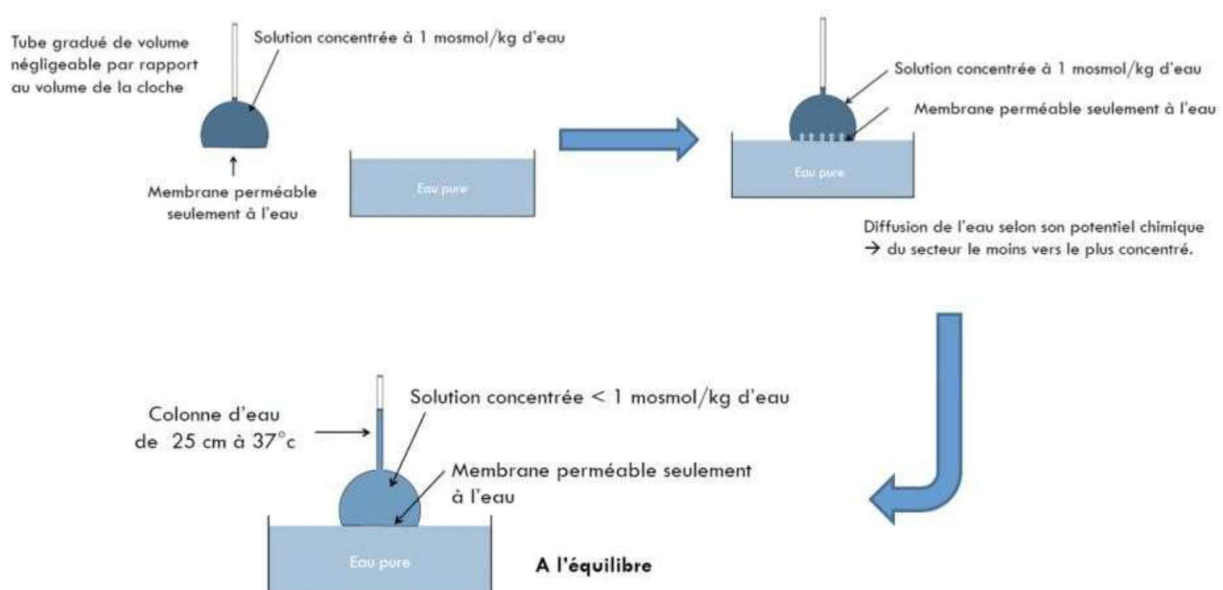 Tube gradué de volume
négligeable par rapport
au volume de la cloche
Solution concentrée à 1 mosmol/kg d'eau
Membrane perméable
seulement à l'eau
Eau pure
Solution concentrée à 1 mosmol/kg d'eau
Membrane perméable seulement à l'eau
Eau pure
Diffusion de l'eau selon son potentiel chimique
→ du secteur le moins vers le plus concentré.
Colonne d'eau
de 25 cm à 37°c
Solution concentrée < 1 mosmol/kg d'eau
Membrane perméable seulement
à l'eau
Eau pure
A l'équilibre